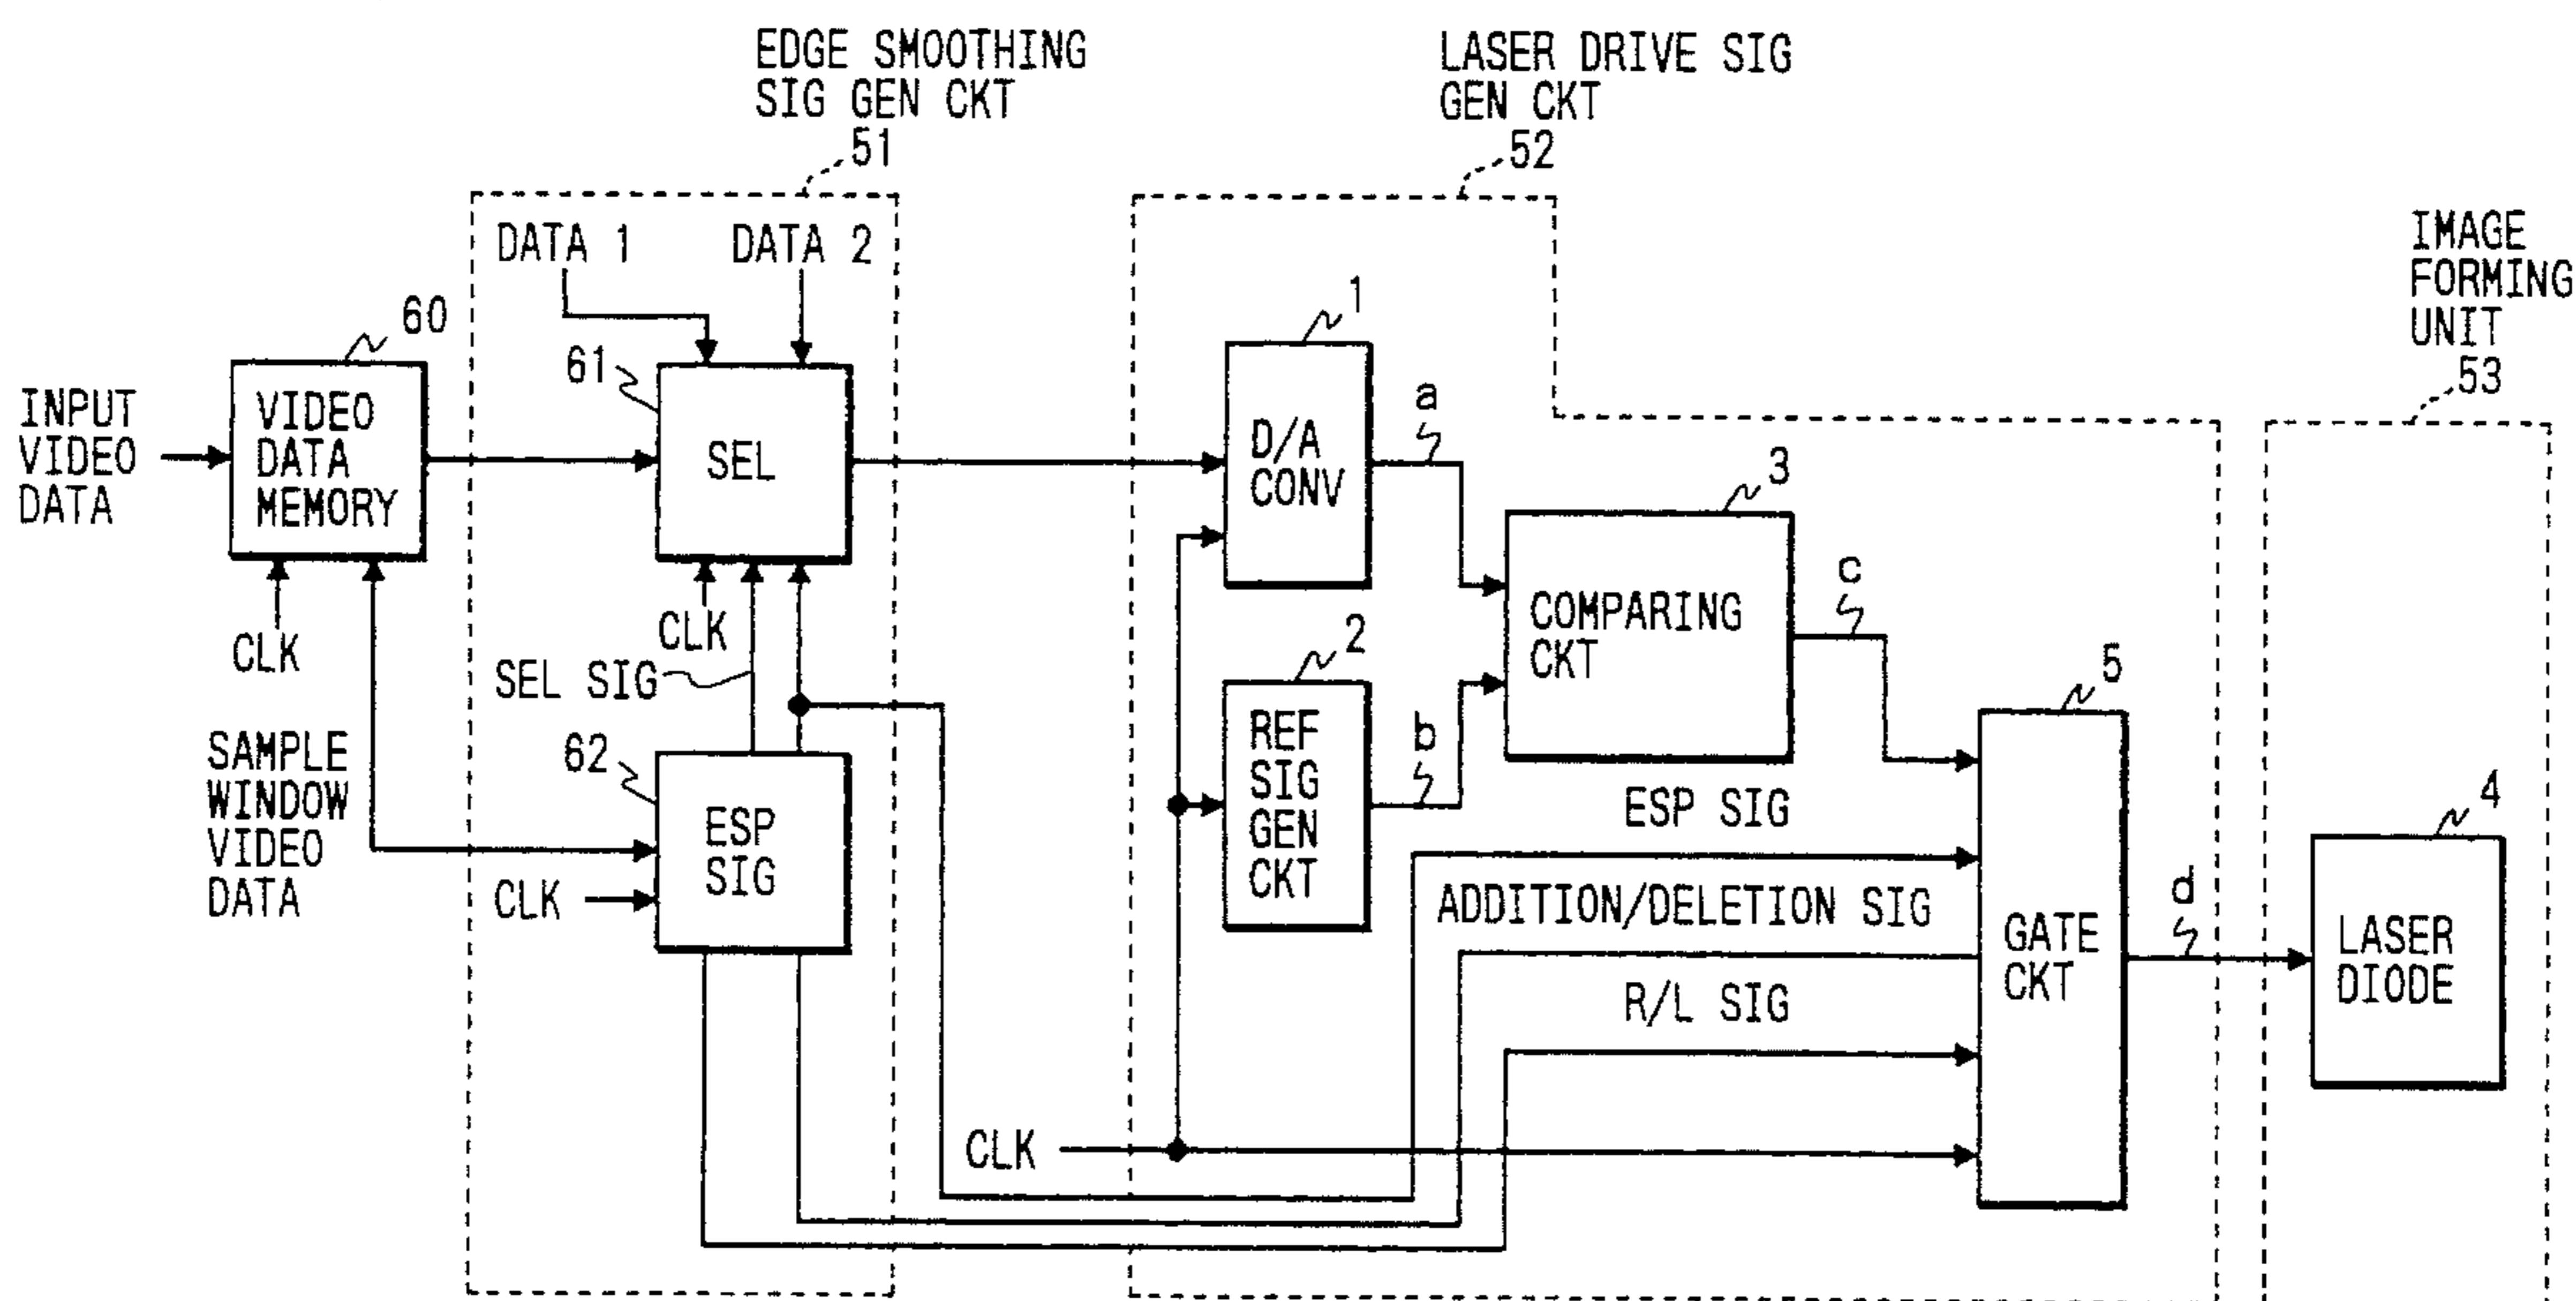 EDGE SMOOTHING
SIG GEN CKT
51
LASER DRIVE SIG
GEN CKT
52
IMAGE
FORMING
UNIT
53
DATA 1
DATA 2
60
INPUT
VIDEO
DATA
VIDEO
DATA
MEMORY
CLK
61
SEL
CLK
SEL SIG
SAMPLE
WINDOW
VIDEO
DATA
62
ESP
SIG
CLK
1
D/A
CONV
a
2
REF
SIG
GEN
CKT
b
3
COMPARING
CKT
c
ESP SIG
ADDITION/DELETION SIG
R/L SIG
CLK
5
GATE
CKT
d
4
LASER
DIODE